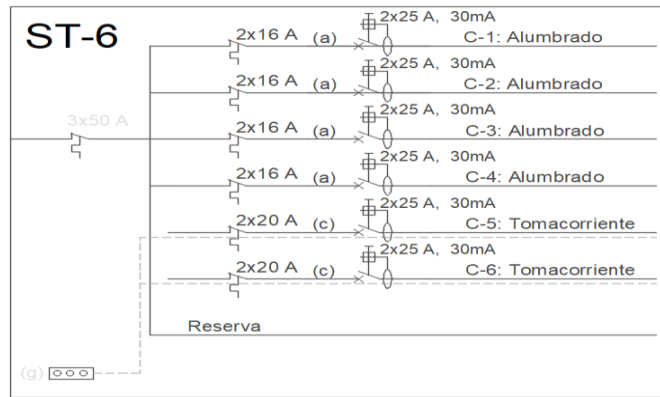 ST-6
2x16 A (a) 2x25 A, 30mA C-1: Alumbrado
2x16 A (a) 2x25 A, 30mA C-2: Alumbrado
3x50 A
2x16 A (a) 2x25 A, 30mA C-3: Alumbrado
2x16 A (a) 2x25 A, 30mA C-4: Alumbrado
2x20 A (c) 2x25 A, 30mA C-5: Tomacorriente
2x20 A (c) 2x25 A, 30mA C-6: Tomacorriente
Reserva
(g)